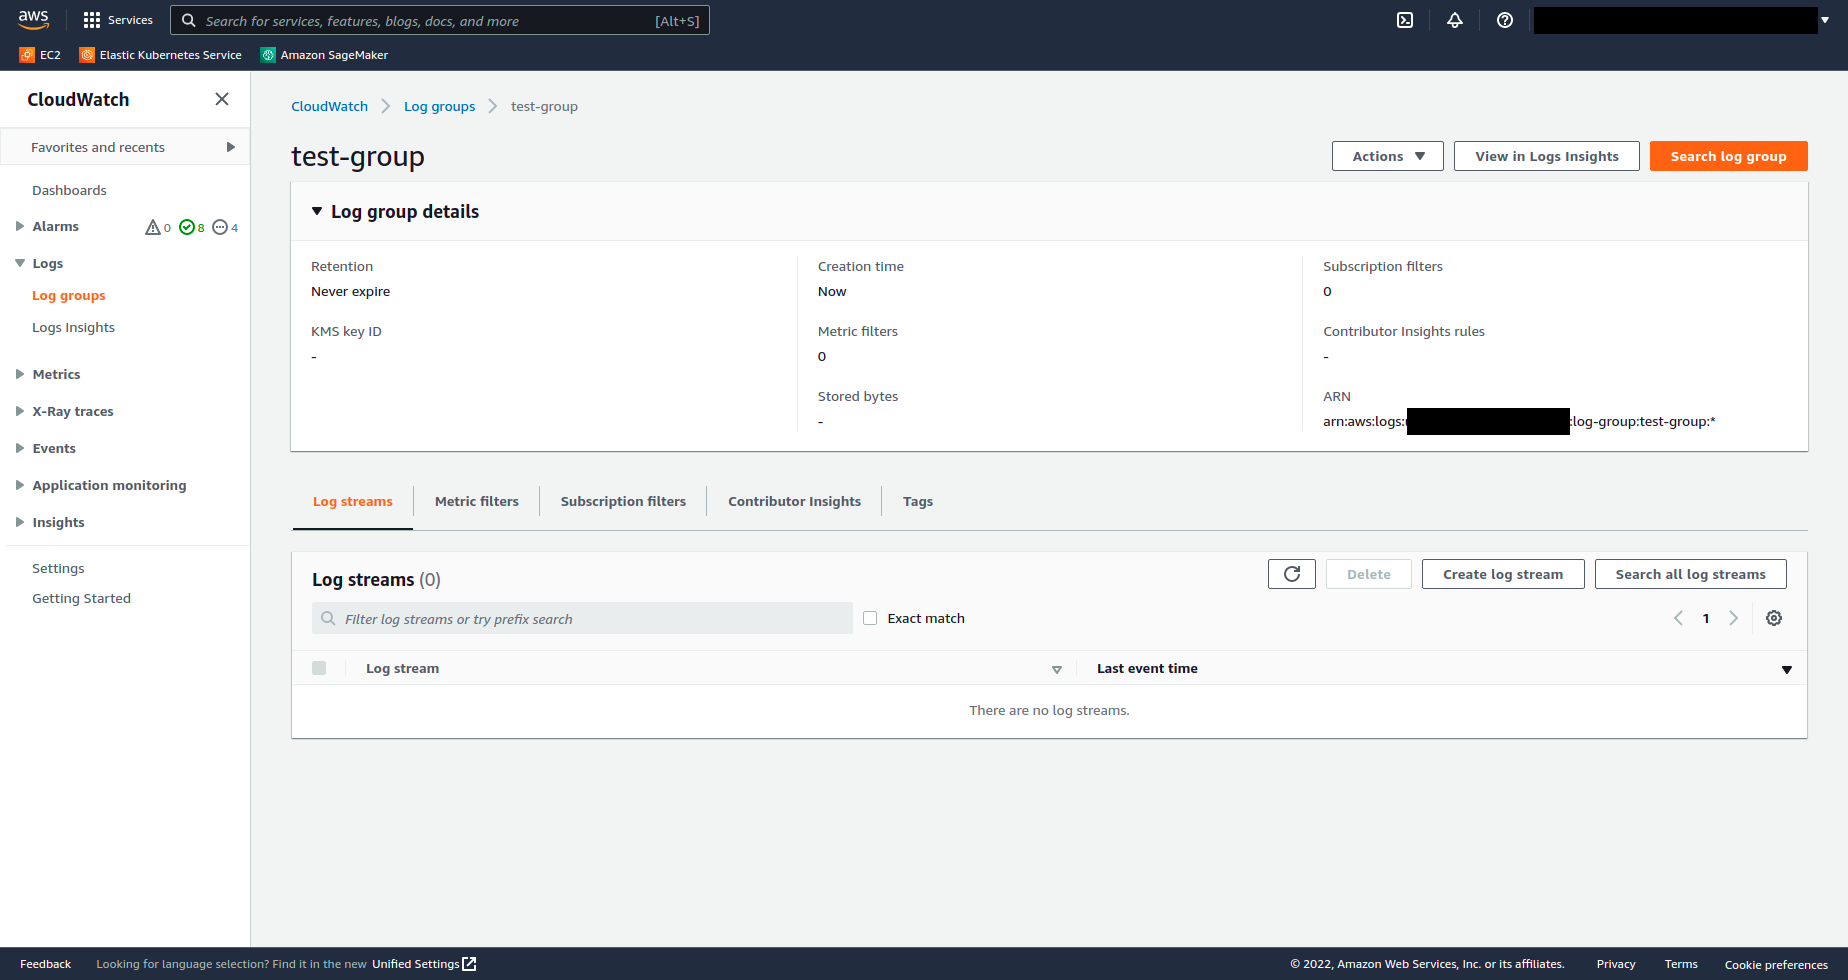 aws
Services
Search for services, features, blogs, docs, and more
[Alt+S]
EC2
Elastic Kubernetes Service
Amazon SageMaker
CloudWatch
Favorites and recents
Dashboards
Alarms
0
8
4
Logs
Log groups
Logs Insights
Metrics
X-Ray traces
Events
Application monitoring
Insights
Settings
Getting Started
CloudWatch
Log groups
test-group
test-group
Actions
View in Logs Insights
Search log group
Log group details
Retention
Never expire
KMS key ID
-
Creation time
Now
Metric filters
0
Stored bytes
-
Subscription filters
0
Contributor Insights rules
-
ARN
arn:aws:logs: :log-group:test-group:*
Log streams
Metric filters
Subscription filters
Contributor Insights
Tags
Log streams (0)
Delete
Create log stream
Search all log streams
Filter log streams or try prefix search
Exact match
1
Log stream
Last event time
There are no log streams.
Feedback
Looking for language selection? Find it in the new Unified Settings
© 2022, Amazon Web Services, Inc. or its affiliates.
Privacy
Terms
Cookie preferences